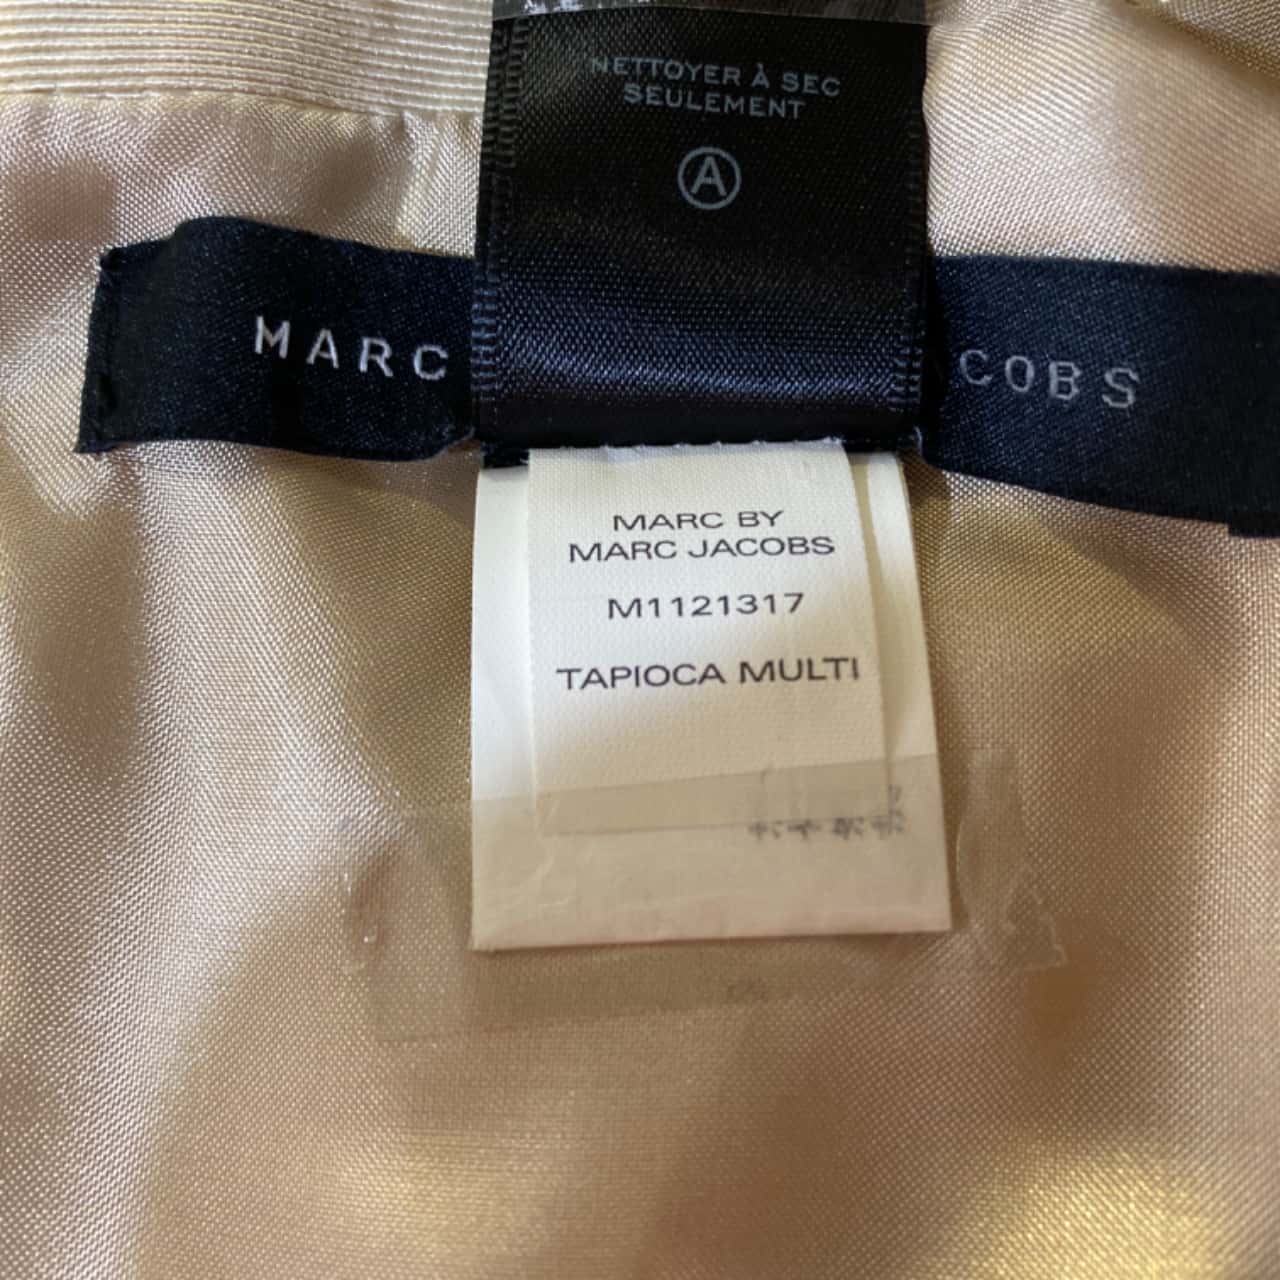 NETTOYER À SEC
SEULEMENT
A
MARC COBS
MARC BY
MARC JACOBS
M1121317
TAPIOCA MULTI